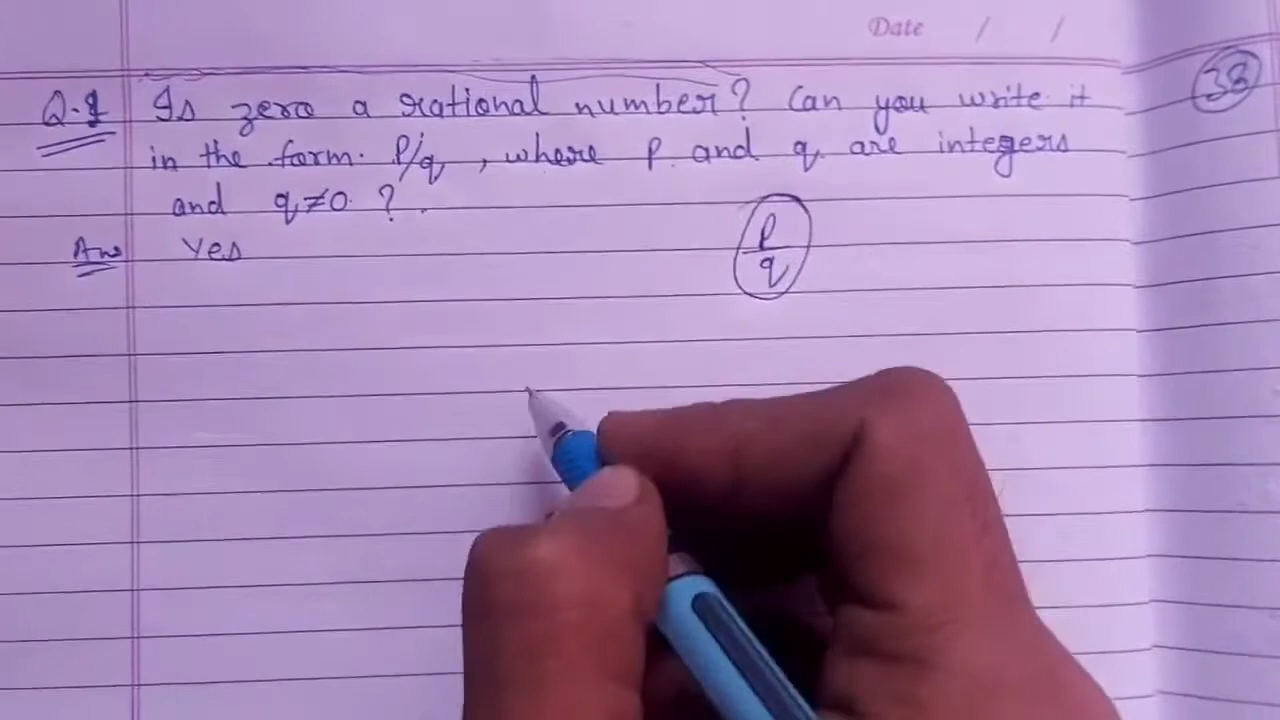 Date / /
38
Q.1 Is zero a rational number? Can you write it
in the form. P/q, where p. and q. are integers
and q≠0. ?.
Ans Yes
p
q